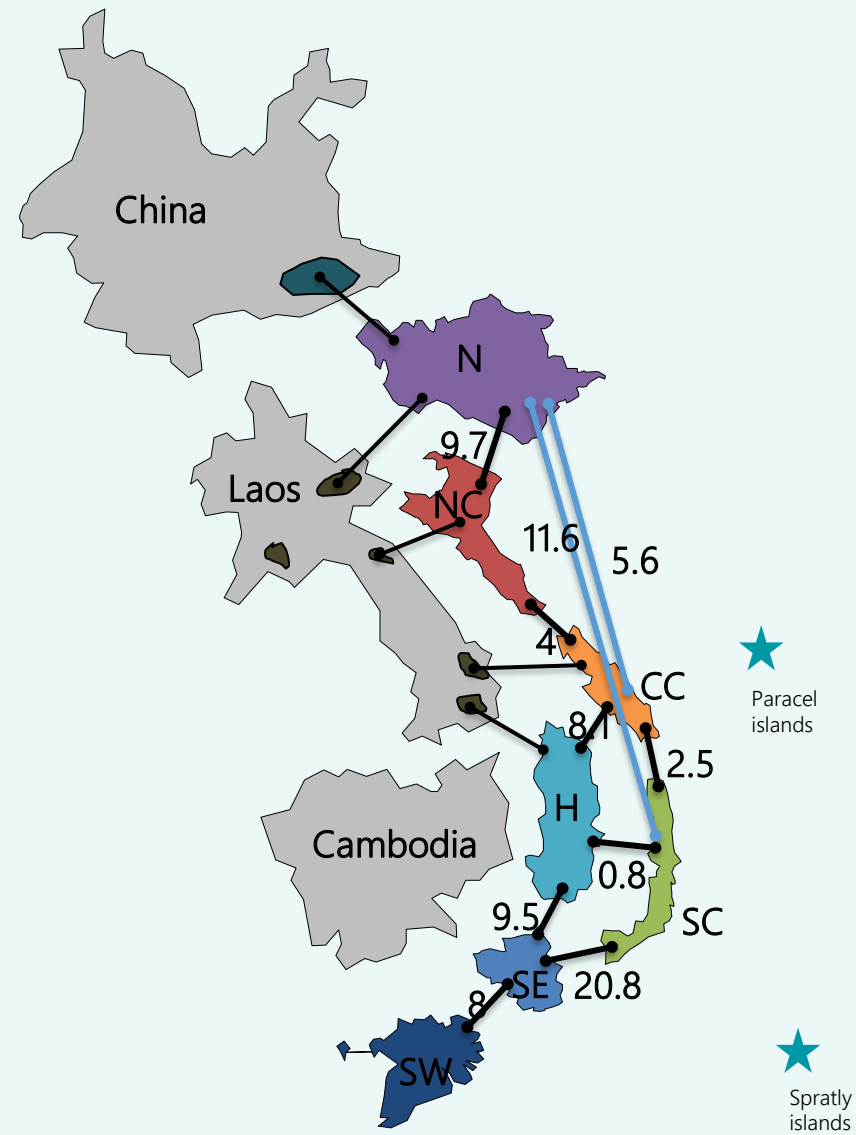 China
N
9.7
Laos
NC
11.6
5.6
4
CC
Paracel
islands
8.1
2.5
H
Cambodia
0.8
SC
9.5
SE
20.8
8
SW
Spratly
islands